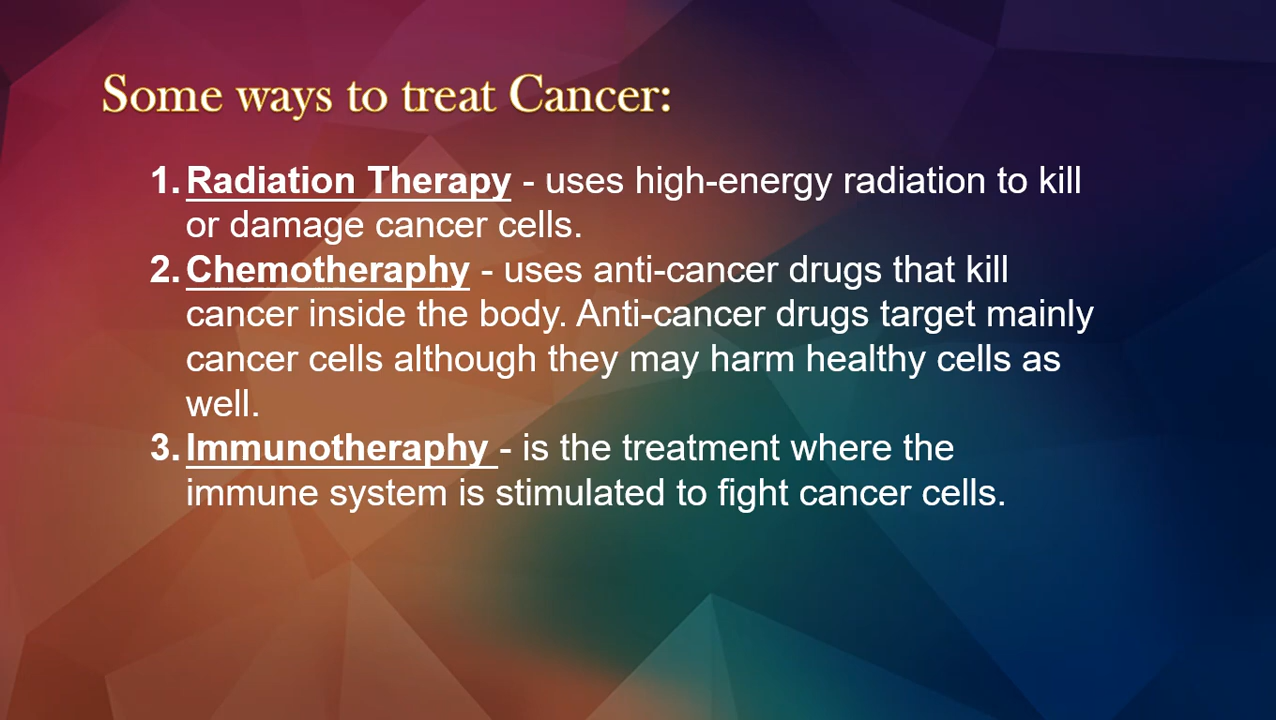 Some ways to treat Cancer:
1. Radiation Therapy - uses high-energy radiation to kill
or damage cancer cells.
2. Chemotheraphy - uses anti-cancer drugs that kill
cancer inside the body. Anti-cancer drugs target mainly
cancer cells although they may harm healthy cells as
well.
3. Immunotheraphy - is the treatment where the
immune system is stimulated to fight cancer cells.